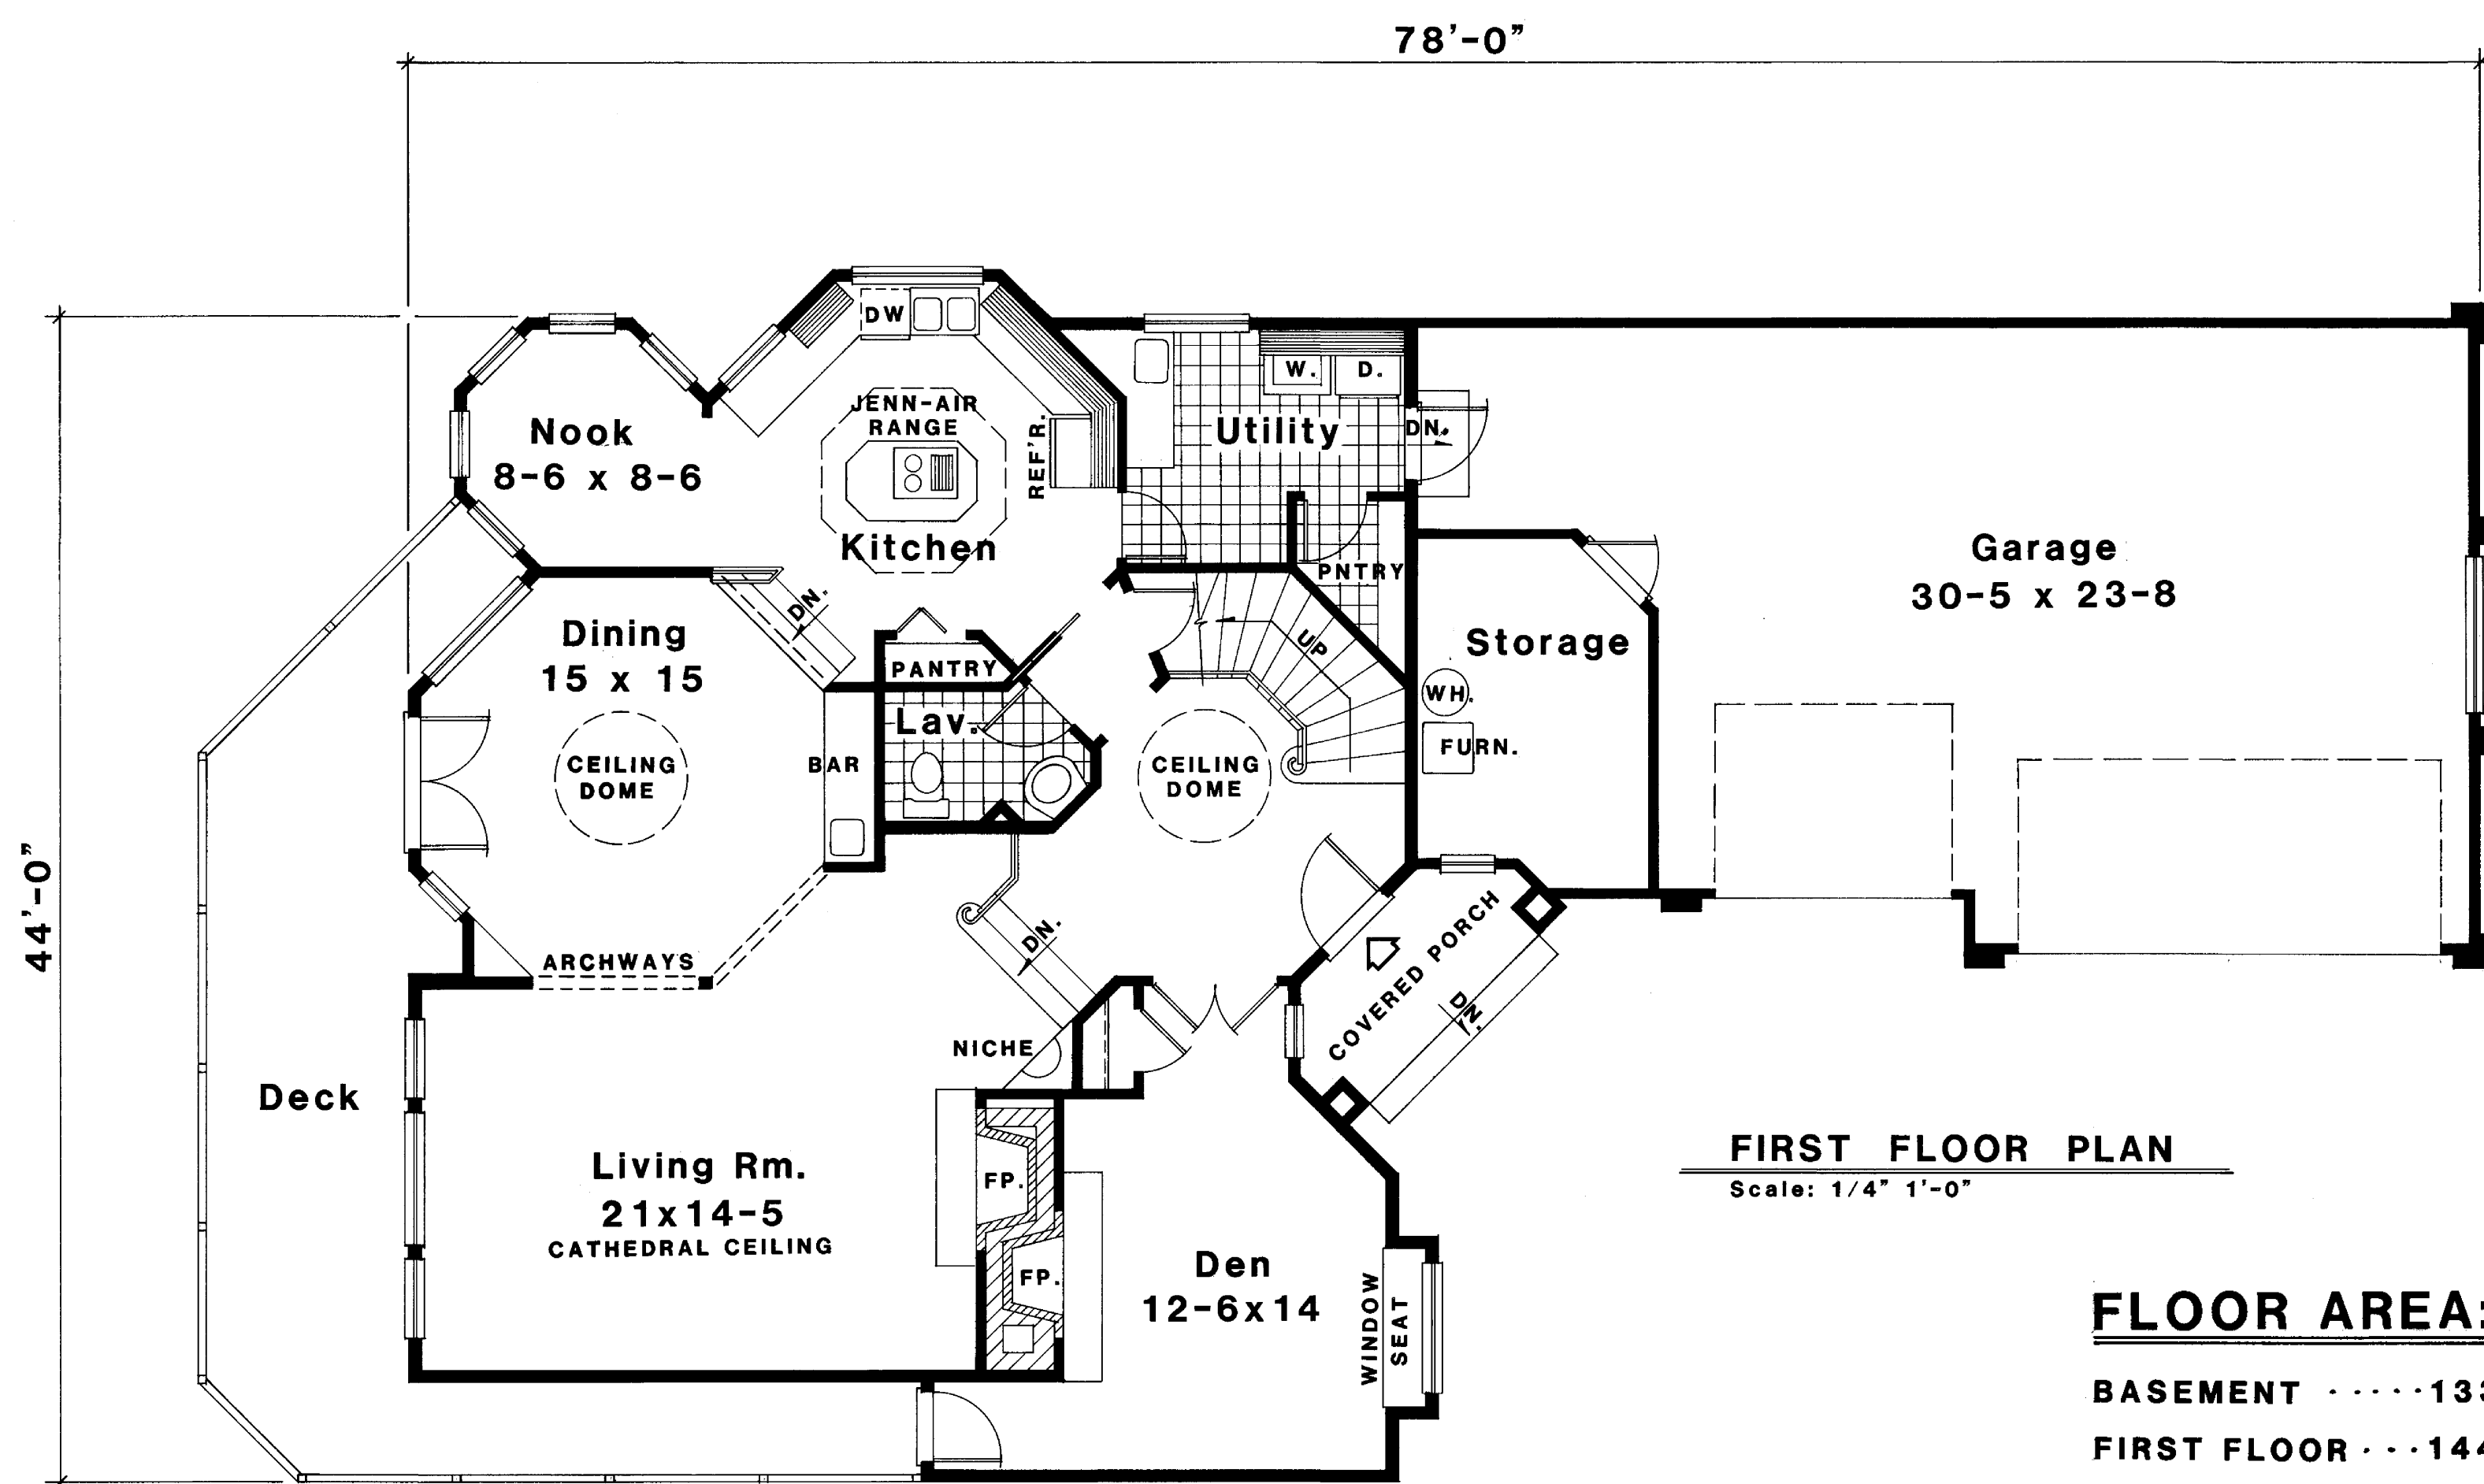 78'-0"
DW
W.
D.
JENN-AIR
RANGE
REF'R.
Nook
8-6 x 8-6
Utility
DN.
Kitchen
Garage
30-5 x 23-8
PNTRY
DN.
Dining
15 x 15
UP
Storage
PANTRY
WH.
Lav.
FURN.
BAR
CEILING
DOME
CEILING
DOME
44'-0"
ARCHWAYS
DN.
COVERED PORCH
DN.
NICHE
Deck
FIRST FLOOR PLAN
Scale: 1/4" 1'-0"
Living Rm.
21x14-5
CATHEDRAL CEILING
FP.
FP.
Den
12-6x14
WINDOW
SEAT
FLOOR AREA:
BASEMENT ·····133
FIRST FLOOR ···144